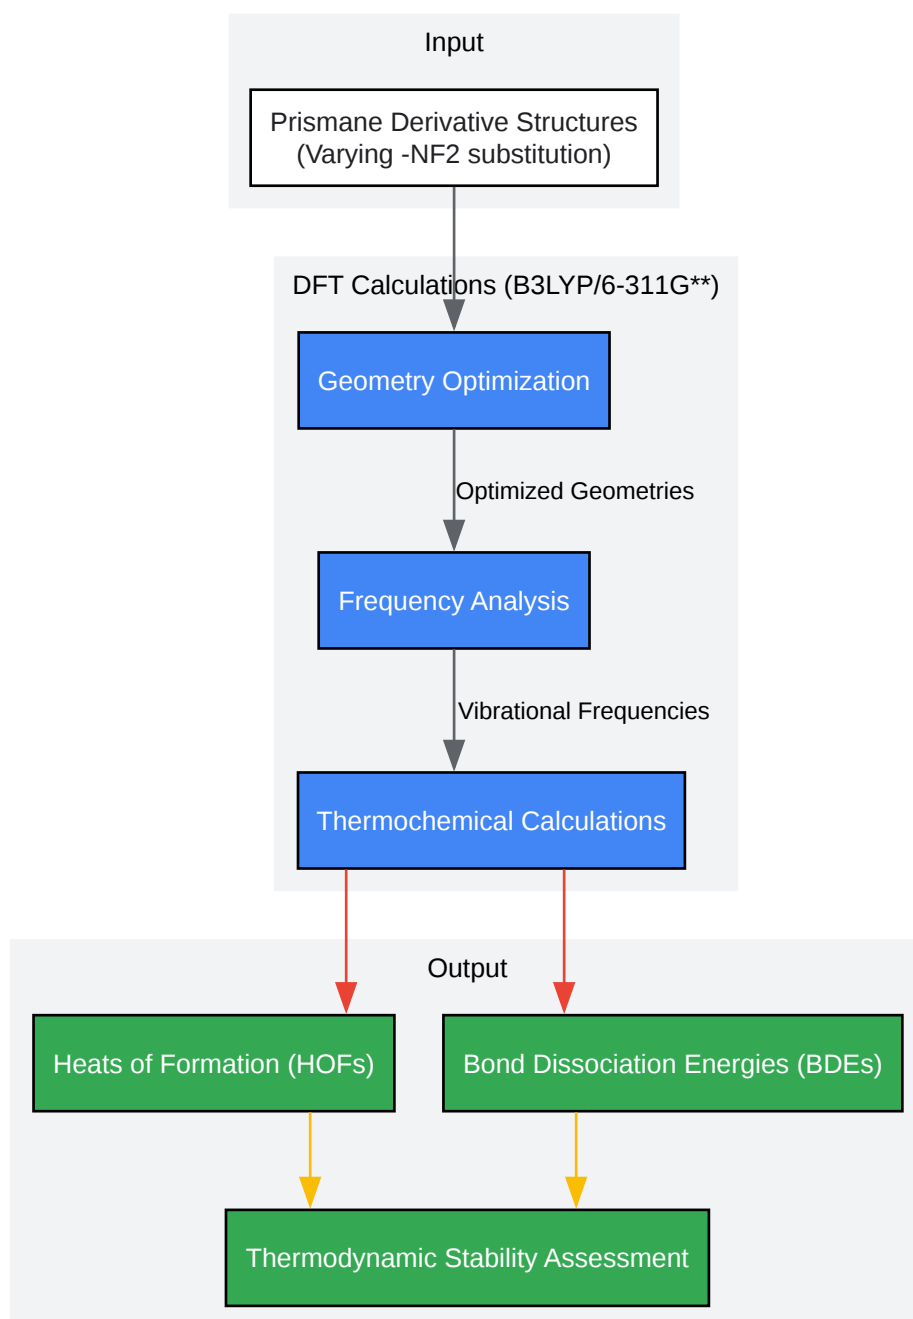 Input
Prismane Derivative Structures
(Varying -NF2 substitution)
DFT Calculations (B3LYP/6-311G**)
Geometry Optimization
Optimized Geometries
Frequency Analysis
Vibrational Frequencies
Thermochemical Calculations
Output
Heats of Formation (HOFs)
Bond Dissociation Energies (BDEs)
Thermodynamic Stability Assessment